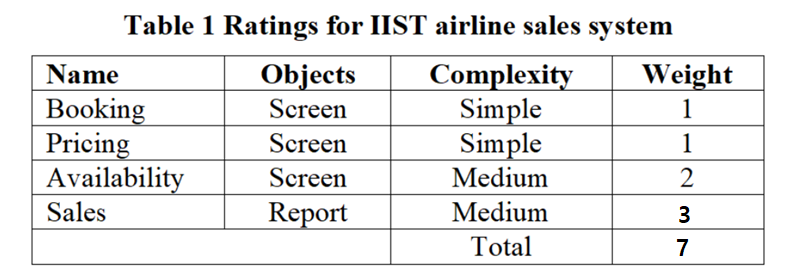 Table 1 Ratings for IIST airline sales system
Name Objects Complexity Weight
Booking Screen Simple 1
Pricing Screen Simple 1
Availability Screen Medium 2
Sales Report Medium 3
Total 7